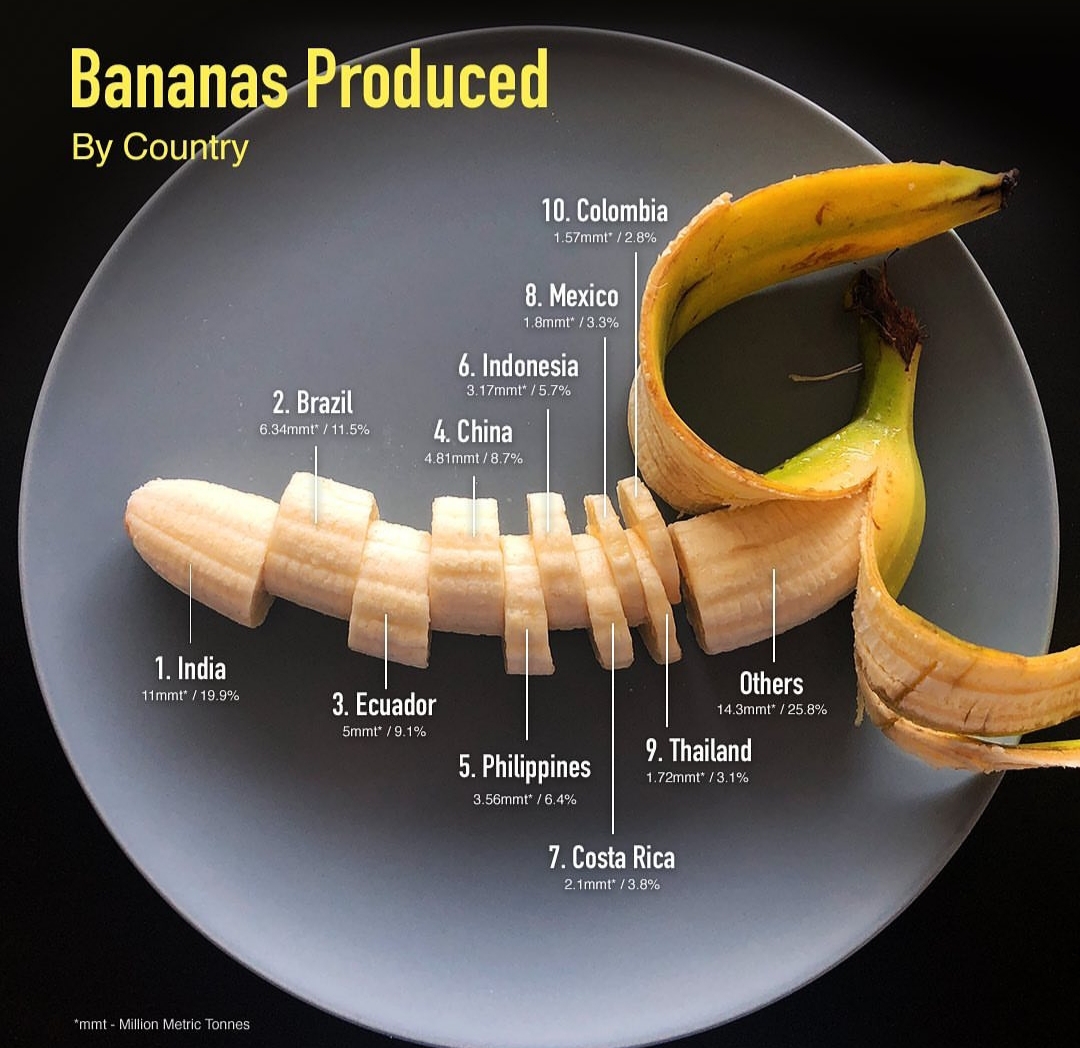 Bananas Produced
By Country
10. Colombia
1.57mmt* / 2.8%
8. Mexico
1.8mmt* / 3.3%
6. Indonesia
3.17mmt* / 5.7%
2. Brazil
6.34mmt* / 11.5%
4. China
4.81mmt / 8.7%
1. India
11mmt* / 19.9%
3. Ecuador
5mmt* / 9.1%
5. Philippines
3.56mmt* / 6.4%
7. Costa Rica
2.1mmt* / 3.8%
9. Thailand
1.72mmt* / 3.1%
Others
14.3mmt* / 25.8%
*mmt - Million Metric Tonnes